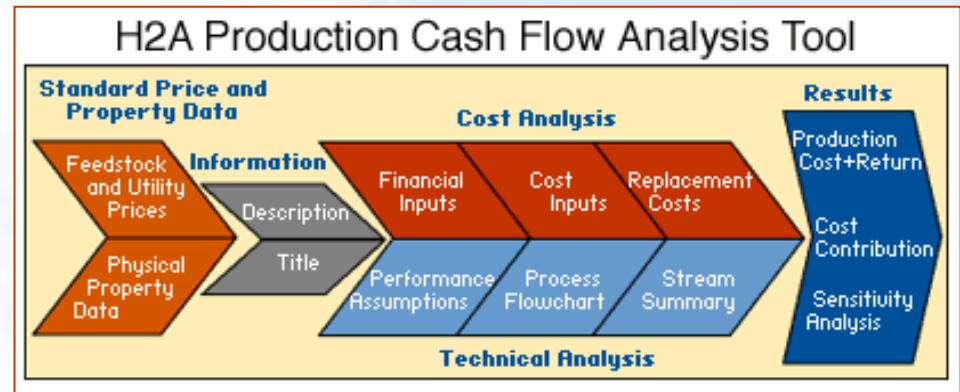 H2A Production Cash Flow Analysis Tool
Standard Price and
Property Data
Feedstock
and Utility
Prices
Physical
Property
Data
Information
Description
Title
Cost Analysis
Financial
Inputs
Cost
Inputs
Replacement
Costs
Performance
Assumptions
Process
Flowchart
Stream
Summary
Technical Analysis
Results
Production
Cost+Return
Cost
Contribution
Sensitivity
Analysis